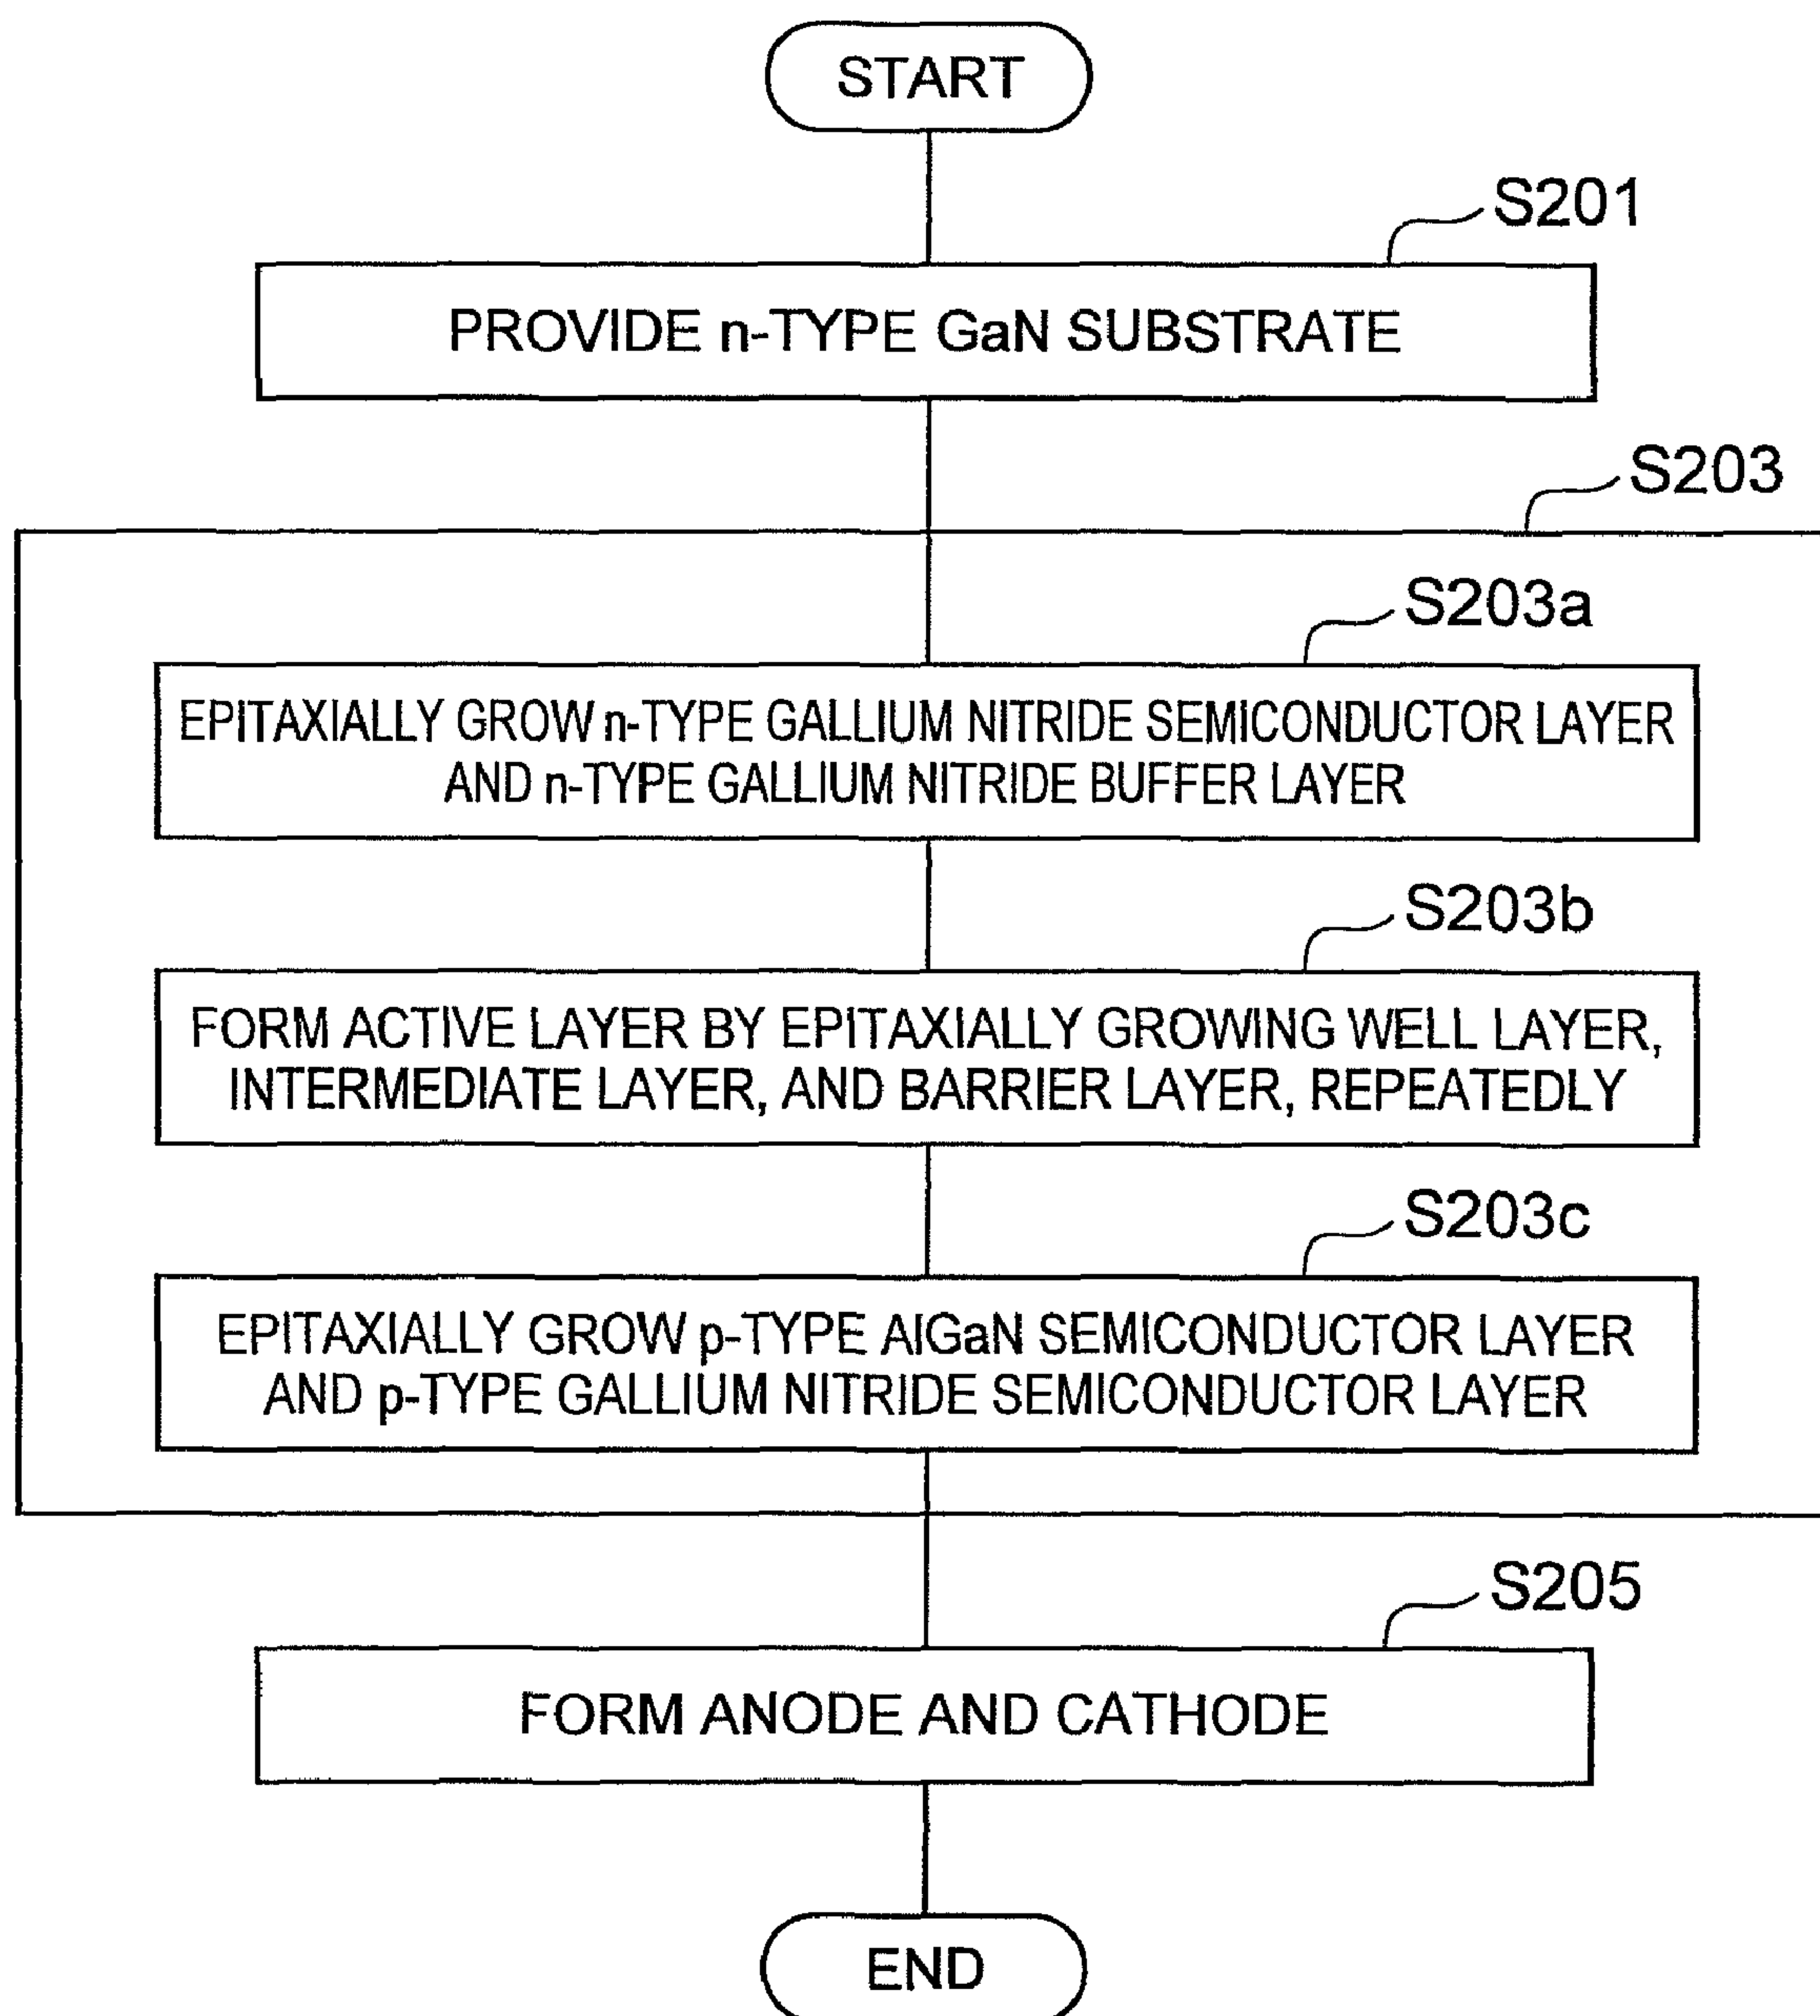 START
S201
PROVIDE n-TYPE GaN SUBSTRATE
S203
S203a
EPITAXIALLY GROW n-TYPE GALLIUM NITRIDE SEMICONDUCTOR LAYER
AND n-TYPE GALLIUM NITRIDE BUFFER LAYER
S203b
FORM ACTIVE LAYER BY EPITAXIALLY GROWING WELL LAYER,
INTERMEDIATE LAYER, AND BARRIER LAYER, REPEATEDLY
S203c
EPITAXIALLY GROW p-TYPE AlGaN SEMICONDUCTOR LAYER
AND p-TYPE GALLIUM NITRIDE SEMICONDUCTOR LAYER
S205
FORM ANODE AND CATHODE
END